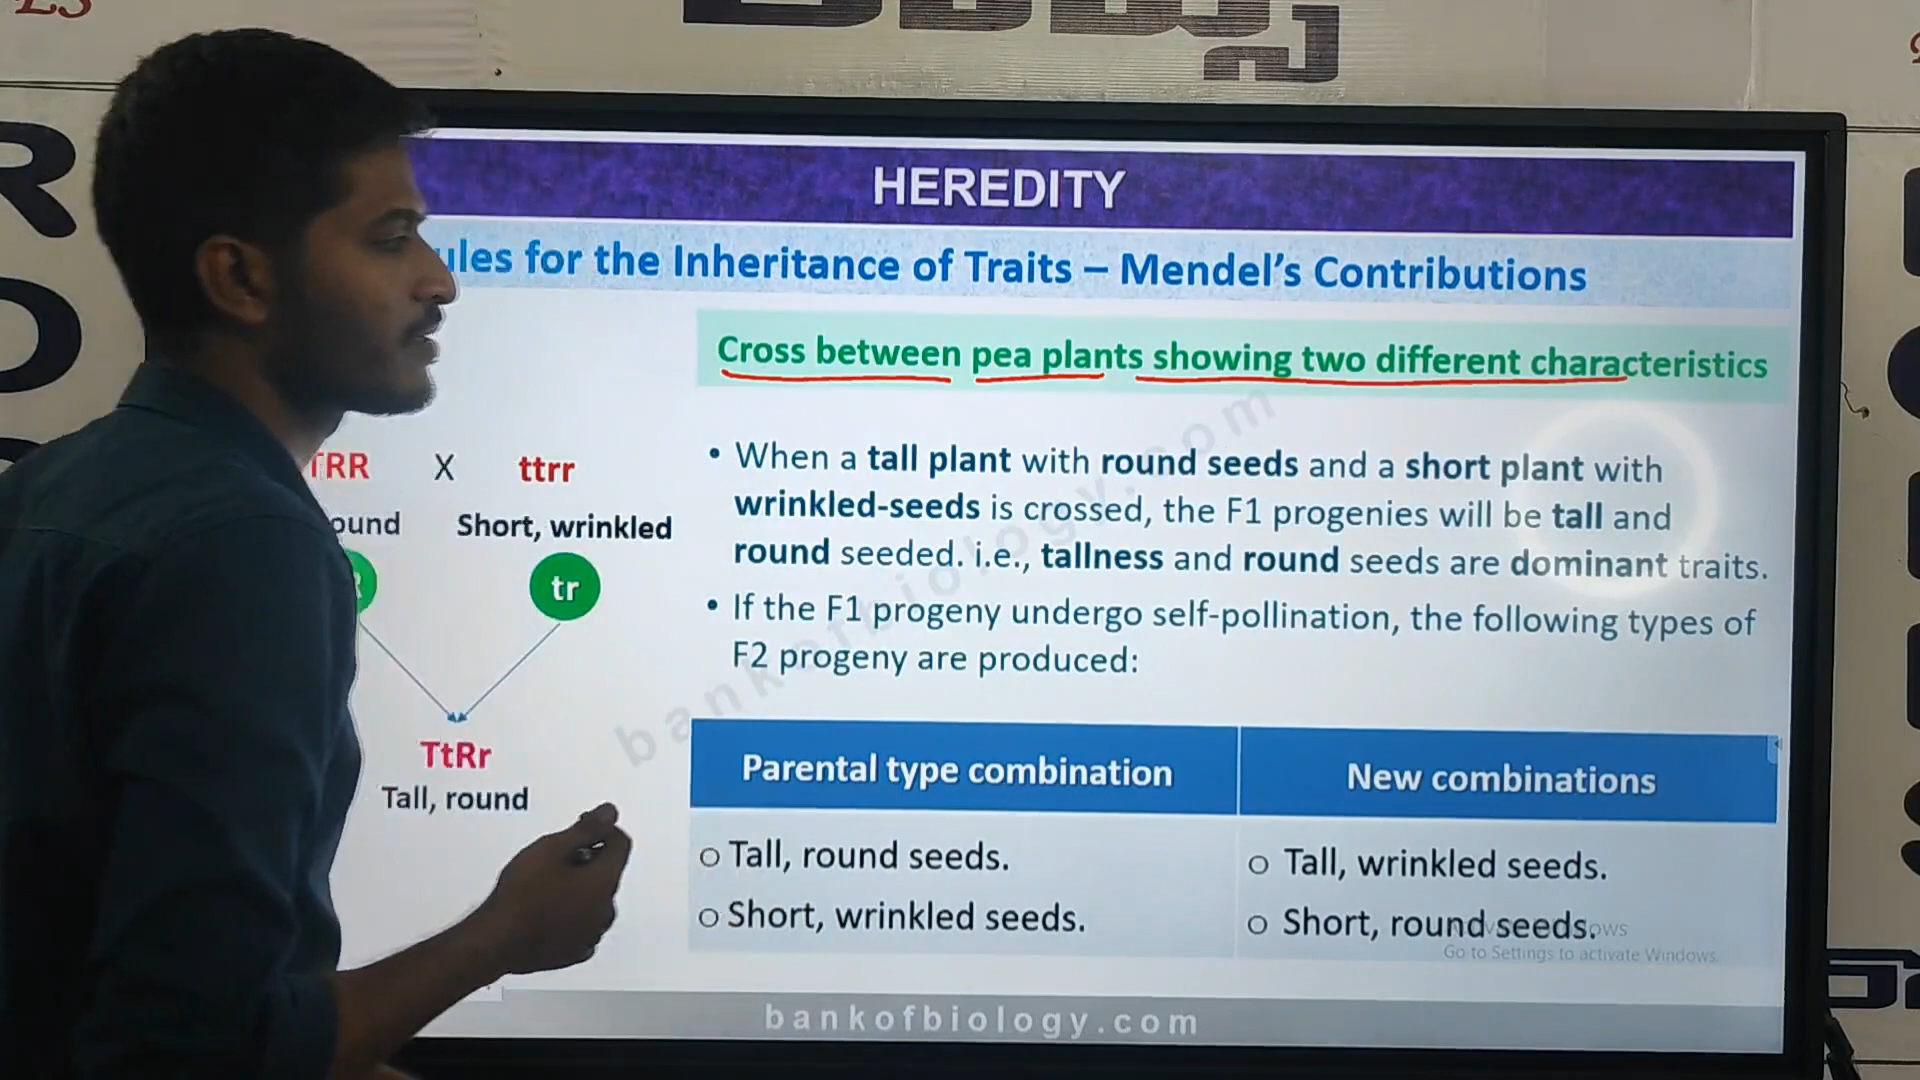 HEREDITY
ules for the Inheritance of Traits – Mendel's Contributions
Cross between pea plants showing two different characteristics
TRR X ttrr
ound Short, wrinkled
R tr
TtRr
Tall, round
• When a tall plant with round seeds and a short plant with
wrinkled-seeds is crossed, the F1 progenies will be tall and
round seeded. i.e., tallness and round seeds are dominant traits.
• If the F1 progeny undergo self-pollination, the following types of
F2 progeny are produced:
Parental type combination New combinations
o Tall, round seeds. o Tall, wrinkled seeds.
o Short, wrinkled seeds. o Short, round seeds.
Go to Settings to activate Windows.
bankofbiology.com
bankofbiology.com